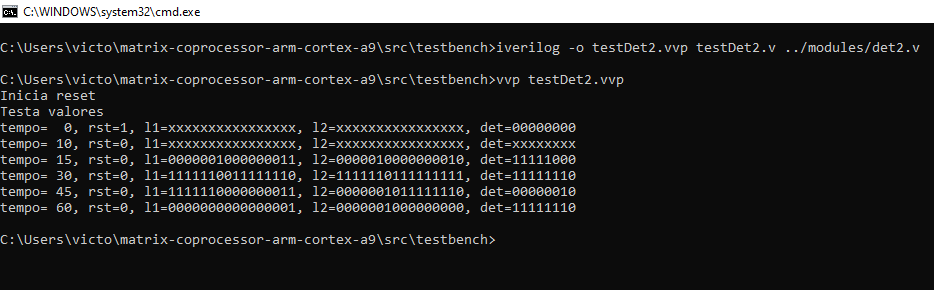 C:\WINDOWS\system32\cmd.exe
C:\Users\victo\matrix-coprocessor-arm-cortex-a9\src\testbench>iverilog -o testDet2.vvp testDet2.v ../modules/det2.v
C:\Users\victo\matrix-coprocessor-arm-cortex-a9\src\testbench>vvp testDet2.vvp
Inicia reset
Testa valores
tempo=  0, rst=1, l1=xxxxxxxxxxxxxxxx, l2=xxxxxxxxxxxxxxxx, det=00000000
tempo= 10, rst=0, l1=xxxxxxxxxxxxxxxx, l2=xxxxxxxxxxxxxxxx, det=xxxxxxxx
tempo= 15, rst=0, l1=0000001000000011, l2=0000010000000010, det=11111000
tempo= 30, rst=0, l1=1111110011111110, l2=1111110111111111, det=11111110
tempo= 45, rst=0, l1=1111110000000011, l2=0000001011111110, det=00000010
tempo= 60, rst=0, l1=0000000000000001, l2=0000001000000000, det=11111110
C:\Users\victo\matrix-coprocessor-arm-cortex-a9\src\testbench>